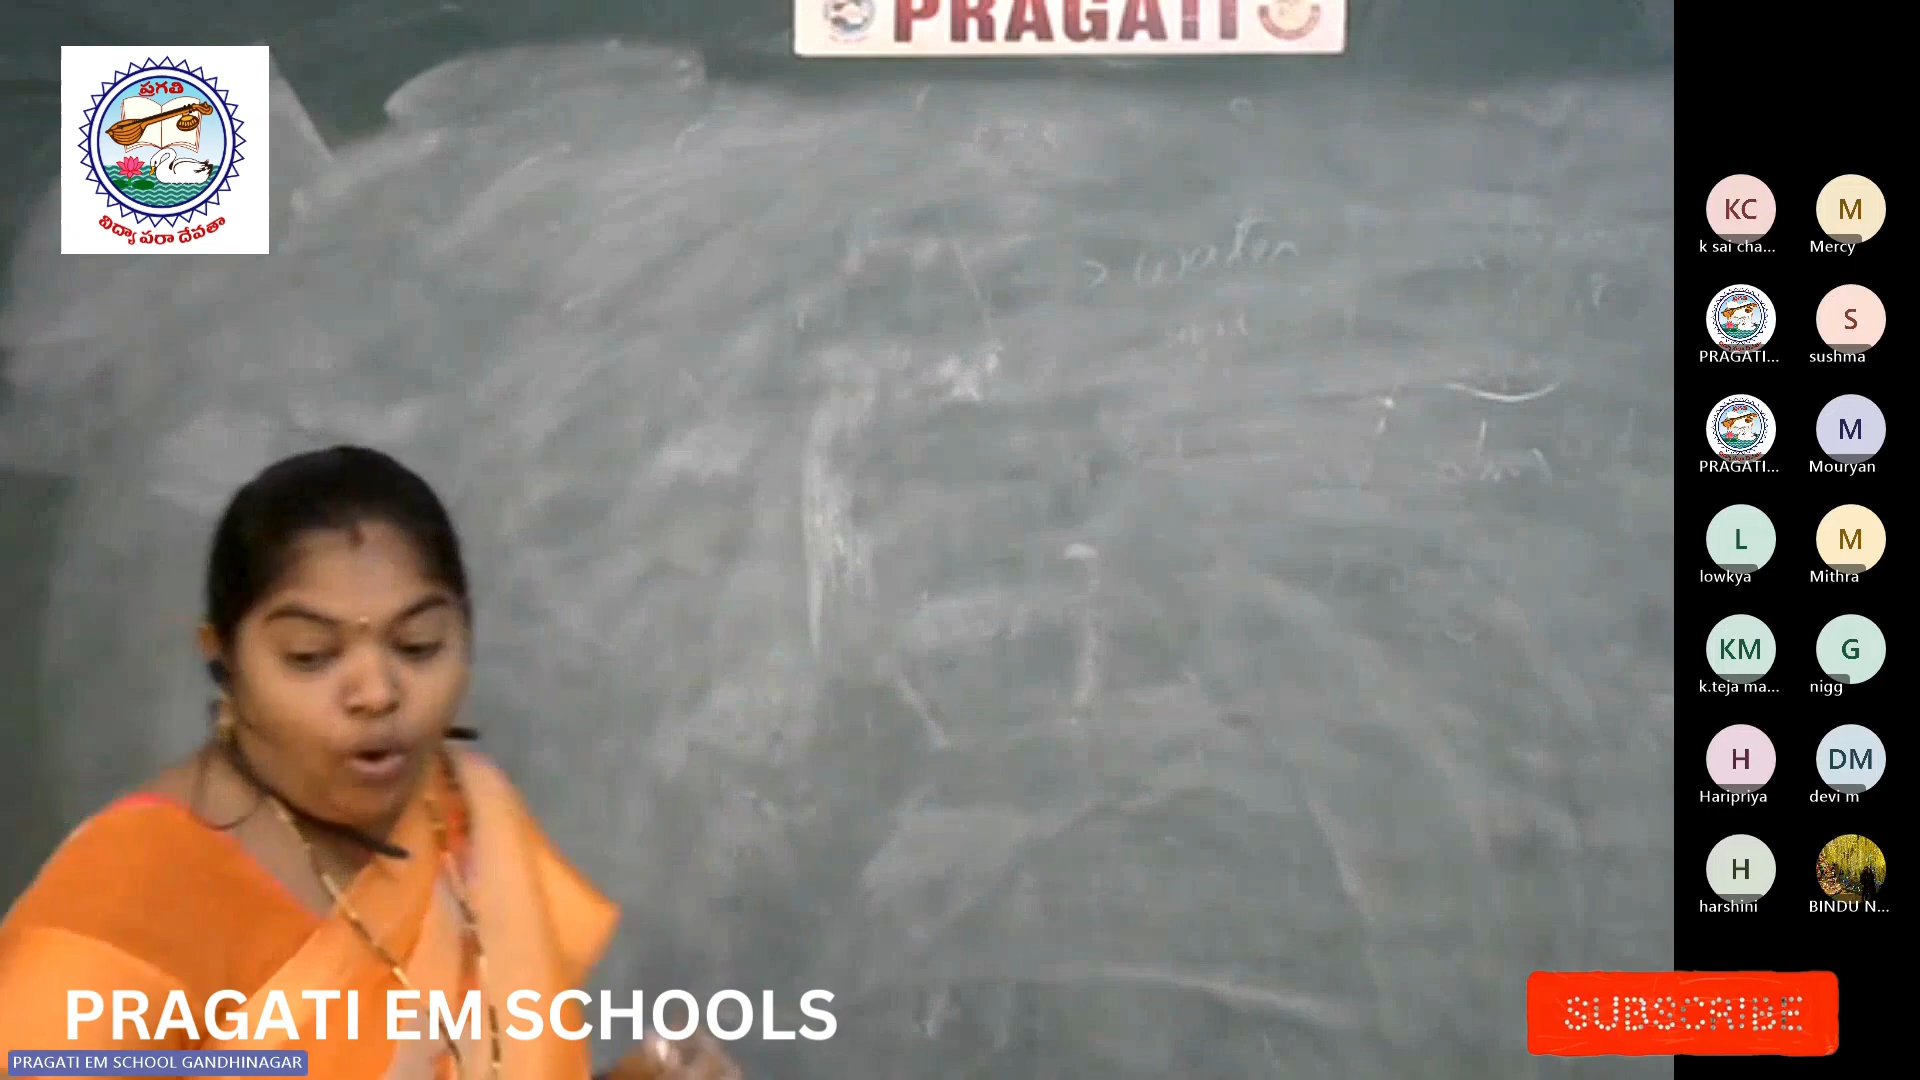 PRAGATI
ప్రగతి
విద్యా పరా దేవతా
KC
k sai cha...
M
Mercy
PRAGATI...
S
sushma
PRAGATI...
M
Mouryan
L
lowkya
M
Mithra
KM
k.teja ma...
G
nigg
H
Haripriya
DM
devi m
H
harshini
BINDU N...
PRAGATI EM SCHOOLS
SUBSCRIBE
PRAGATI EM SCHOOL GANDHINAGAR